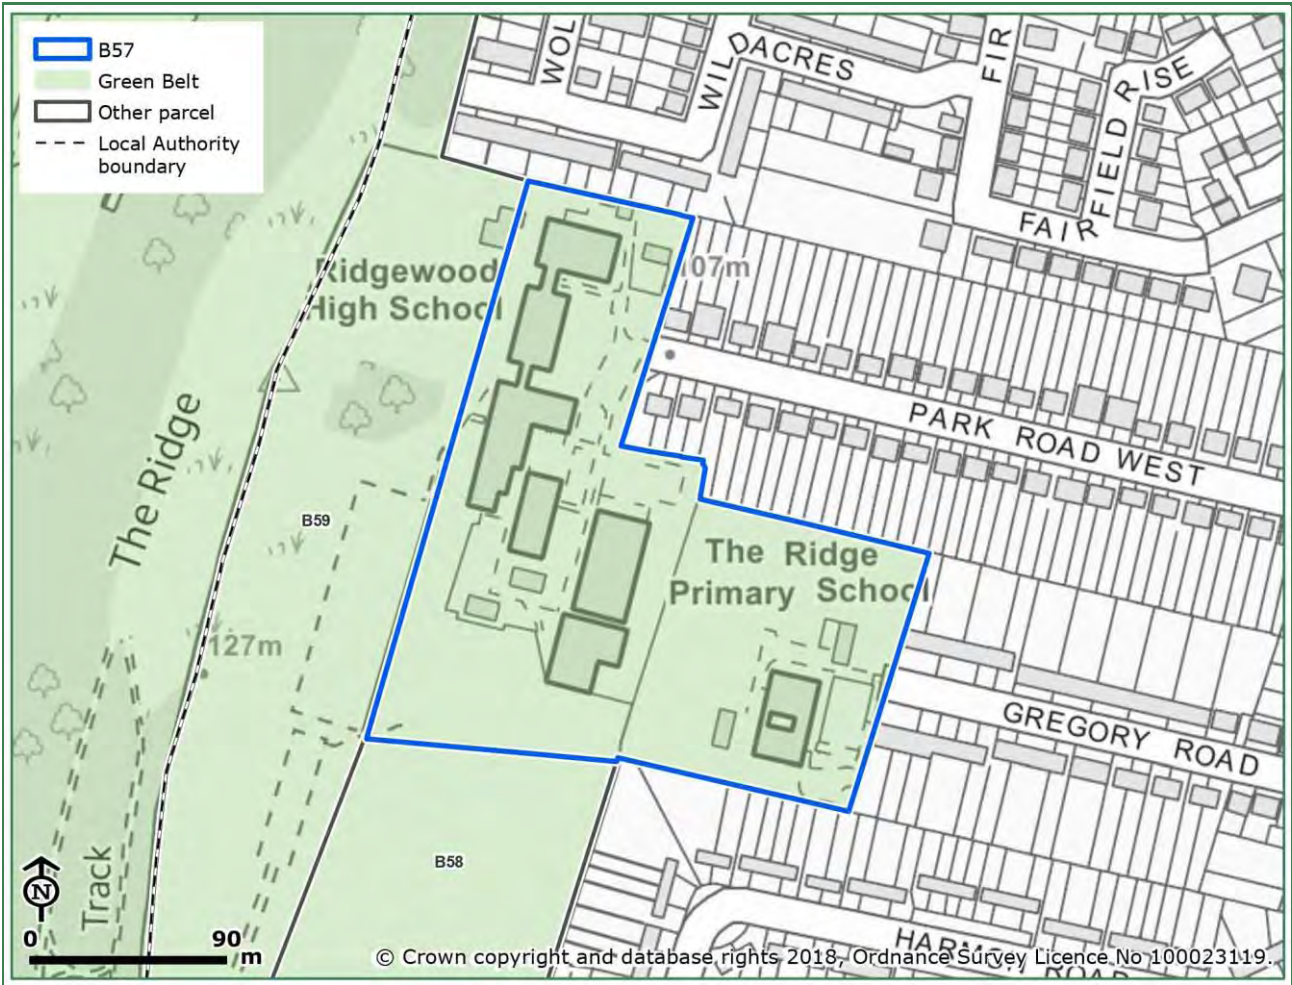 B57
Green Belt
Other parcel
Local Authority
boundary
WOL
WILDACRES
FIR
FAIRFIELD RISE
Ridgewood
High School
107m
PARK ROAD WEST
The Ridge
B59
The Ridge
Primary School
127m
GREGORY ROAD
B58
Track
N
0 90
m
HARMON ROAD
© Crown copyright and database rights 2018, Ordnance Survey Licence No 100023119.